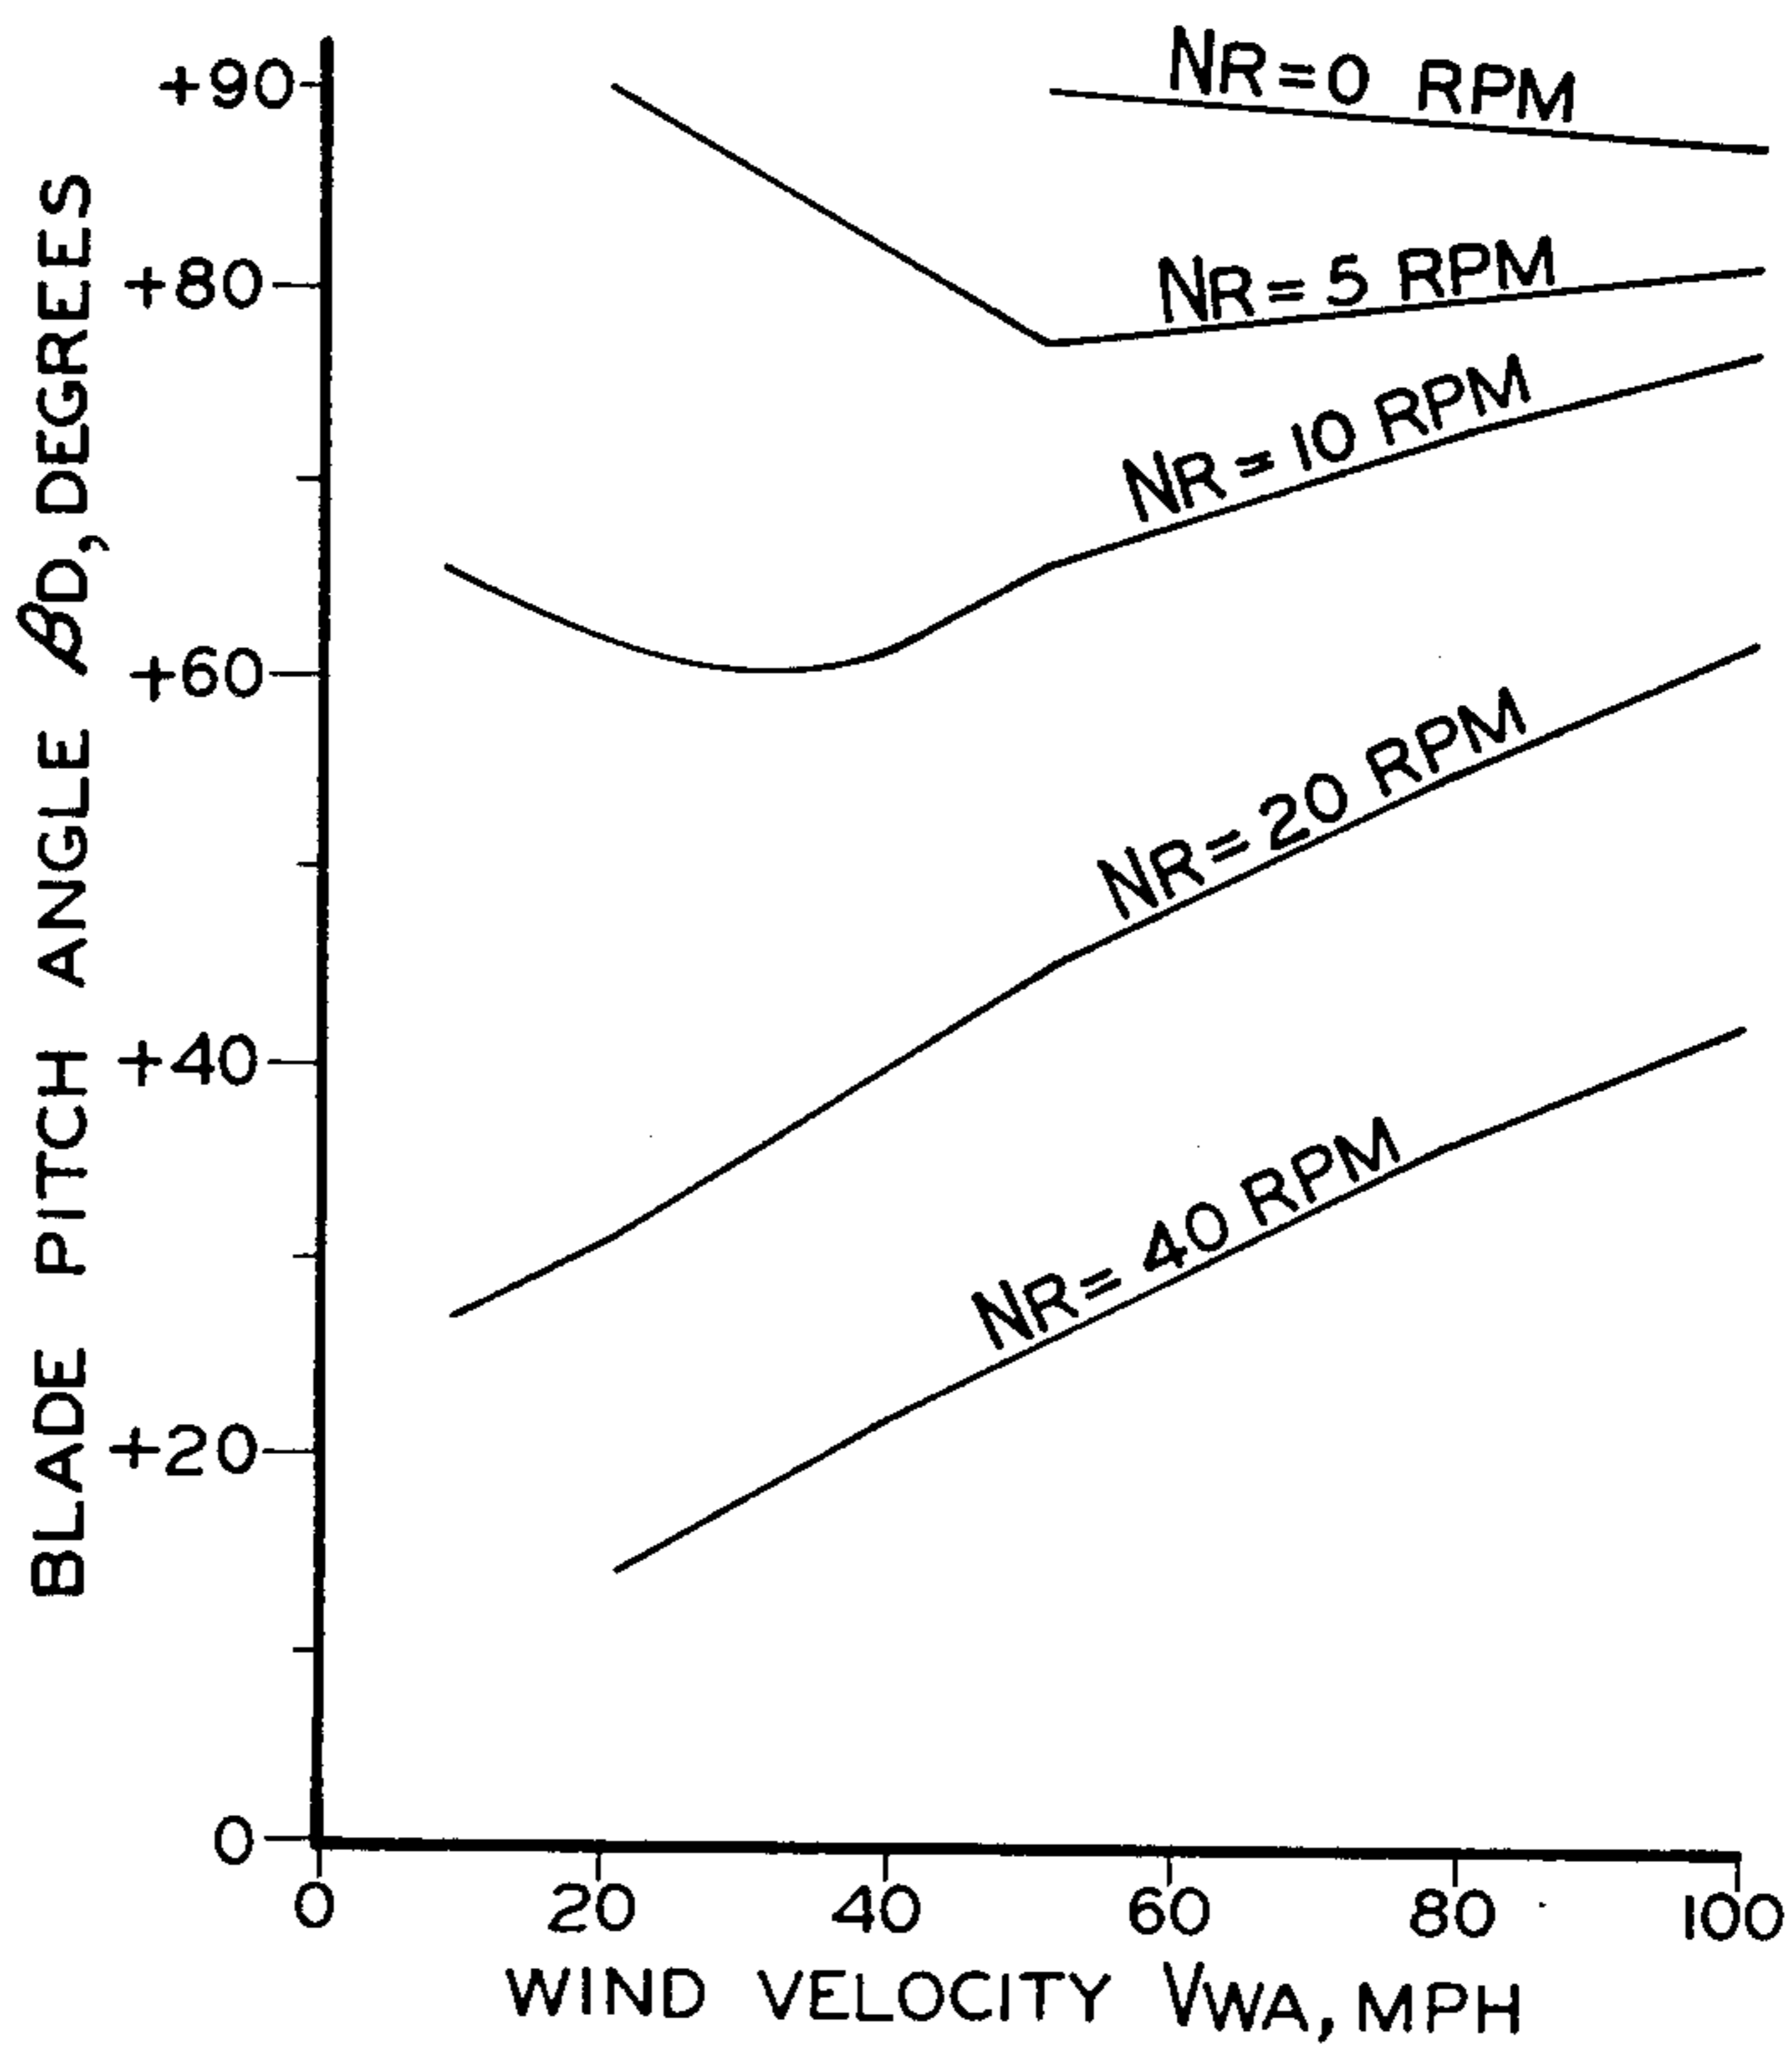 BLADE PITCH ANGLE βD, DEGREES
+90
+80
+60
+40
+20
0
NR=0 RPM
NR=5 RPM
NR=10 RPM
NR=20 RPM
NR=40 RPM
0 20 40 60 80 100
WIND VELOCITY VWA, MPH